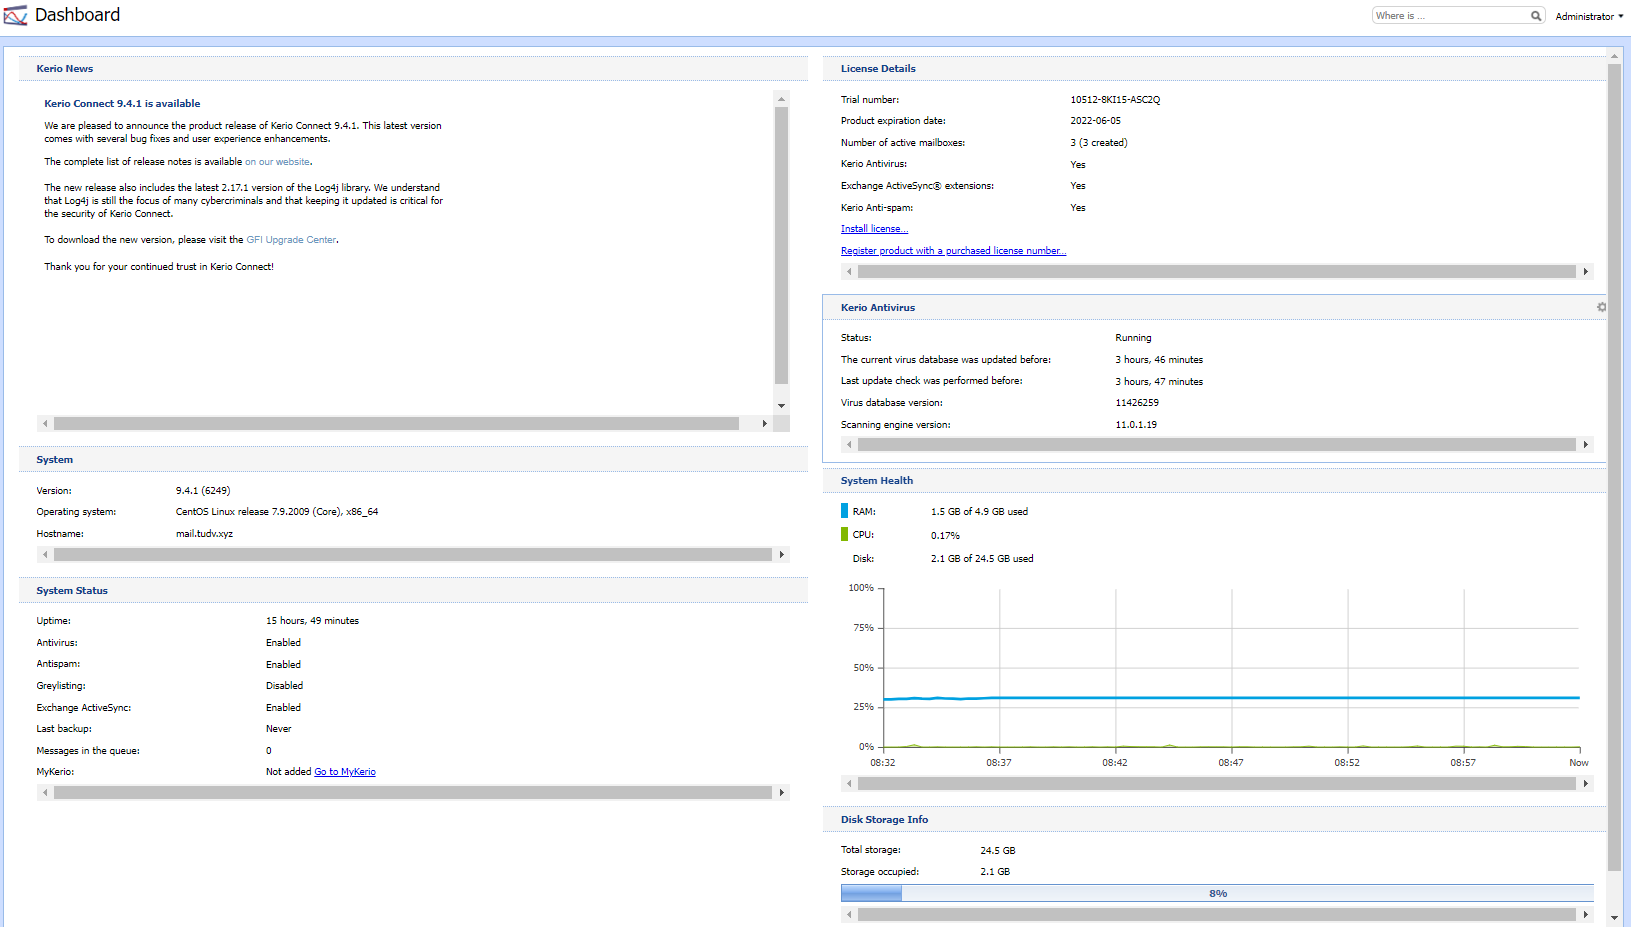 Dashboard
Where is ...
Administrator
Kerio News
Kerio Connect 9.4.1 is available
We are pleased to announce the product release of Kerio Connect 9.4.1. This latest version
comes with several bug fixes and user experience enhancements.
The complete list of release notes is available on our website.
The new release also includes the latest 2.17.1 version of the Log4j library. We understand
that Log4j is still the focus of many cybercriminals and that keeping it updated is critical for
the security of Kerio Connect.
To download the new version, please visit the GFI Upgrade Center.
Thank you for your continued trust in Kerio Connect!
System
Version: 9.4.1 (6249)
Operating system: CentOS Linux release 7.9.2009 (Core), x86_64
Hostname: mail.tudv.xyz
System Status
Uptime: 15 hours, 49 minutes
Antivirus: Enabled
Antispam: Enabled
Greylisting: Disabled
Exchange ActiveSync: Enabled
Last backup: Never
Messages in the queue: 0
MyKerio: Not added Go to MyKerio
License Details
Trial number: 10512-8KI15-ASC2Q
Product expiration date: 2022-06-05
Number of active mailboxes: 3 (3 created)
Kerio Antivirus: Yes
Exchange ActiveSync® extensions: Yes
Kerio Anti-spam: Yes
Install license...
Register product with a purchased license number...
Kerio Antivirus
Status: Running
The current virus database was updated before: 3 hours, 46 minutes
Last update check was performed before: 3 hours, 47 minutes
Virus database version: 11426259
Scanning engine version: 11.0.1.19
System Health
RAM: 1.5 GB of 4.9 GB used
CPU: 0.17%
Disk: 2.1 GB of 24.5 GB used
100%
75%
50%
25%
0%
08:32 08:37 08:42 08:47 08:52 08:57 Now
Disk Storage Info
Total storage: 24.5 GB
Storage occupied: 2.1 GB
8%